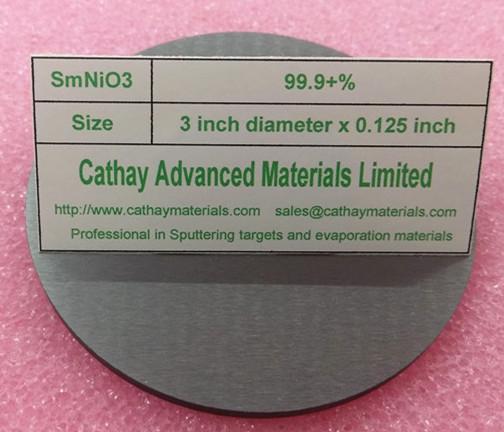 SmNiO3 99.9+%
Size 3 inch diameter x 0.125 inch
Cathay Advanced Materials Limited
http://www.cathaymaterials.com sales@cathaymaterials.com
Professional in Sputtering targets and evaporation materials